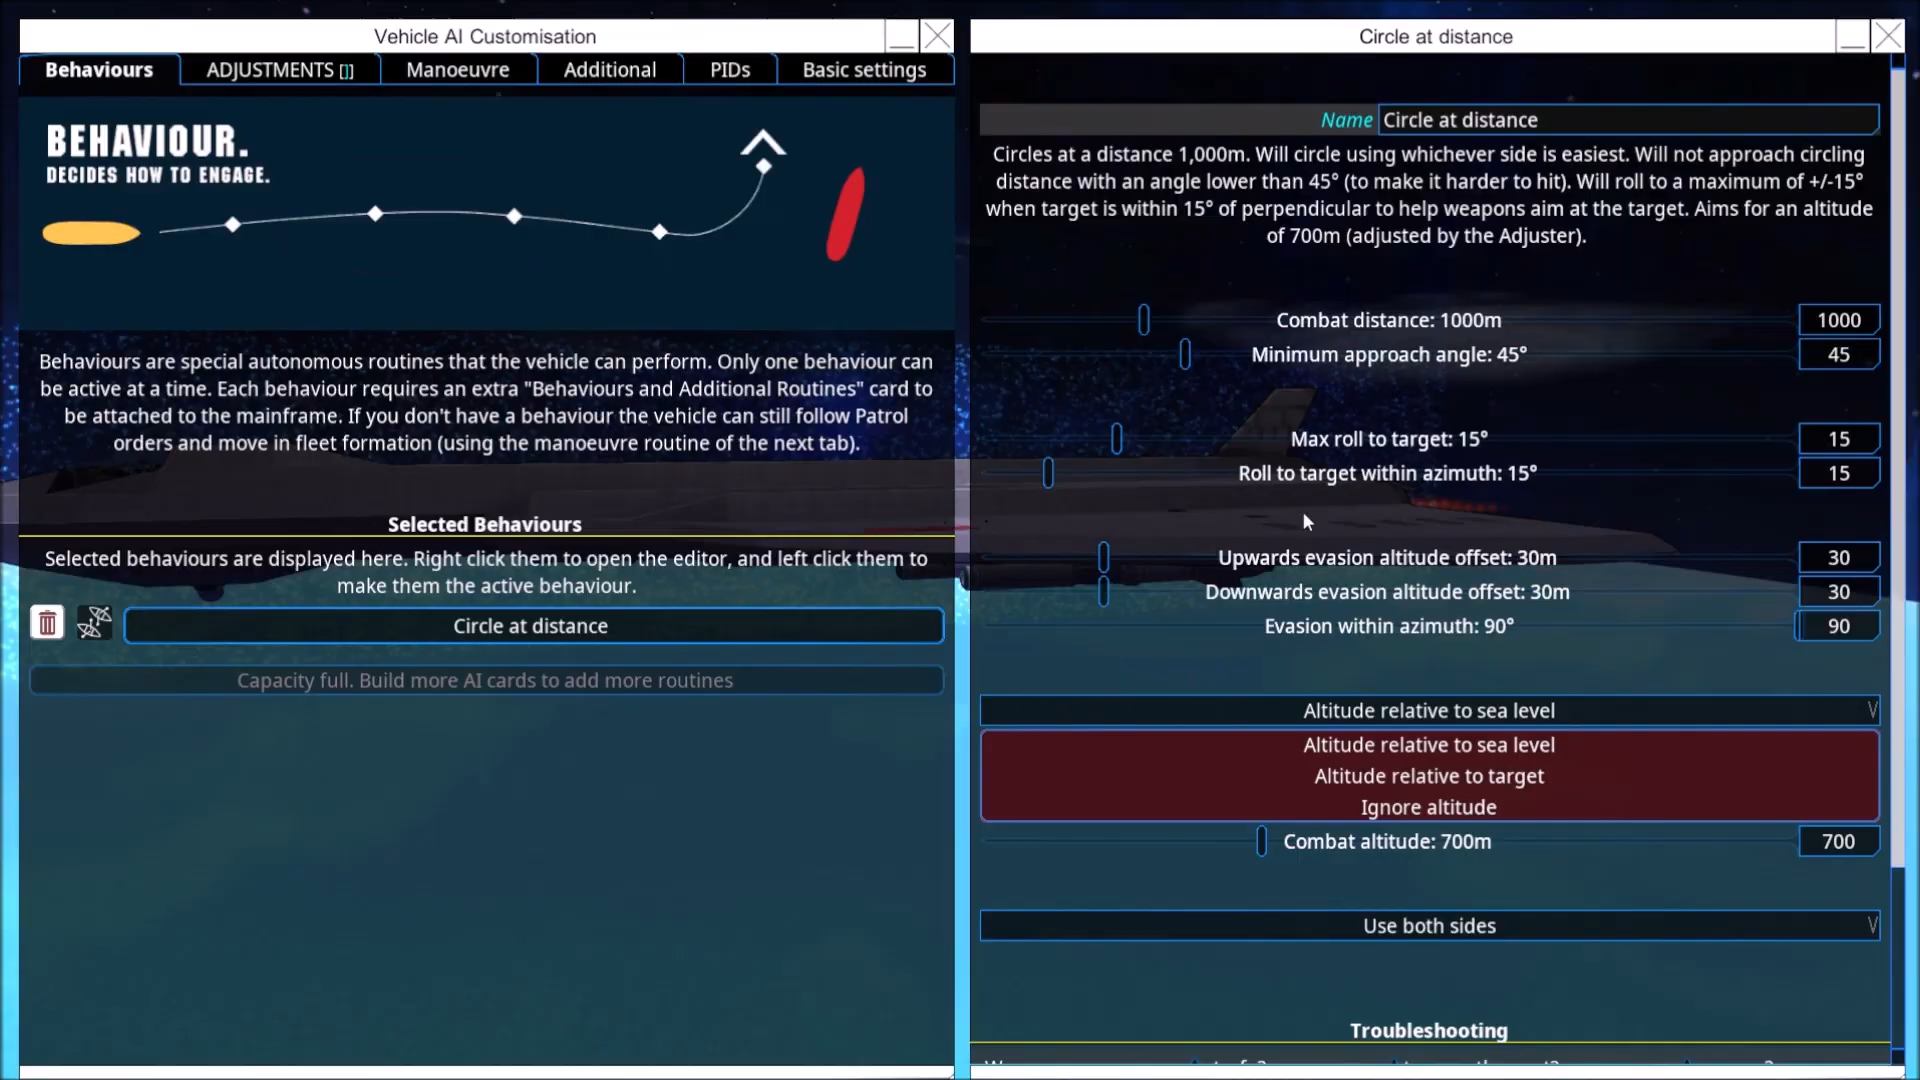 Vehicle AI Customisation
Behaviours
ADJUSTMENTS []
Manoeuvre
Additional
PIDs
Basic settings
BEHAVIOUR.
DECIDES HOW TO ENGAGE.
Behaviours are special autonomous routines that the vehicle can perform. Only one behaviour can
be active at a time. Each behaviour requires an extra "Behaviours and Additional Routines" card to
be attached to the mainframe. If you don't have a behaviour the vehicle can still follow Patrol
orders and move in fleet formation (using the manoeuvre routine of the next tab).
Selected Behaviours
Selected behaviours are displayed here. Right click them to open the editor, and left click them to
make them the active behaviour.
Circle at distance
Capacity full. Build more AI cards to add more routines
Circle at distance
Name Circle at distance
Circles at a distance 1,000m. Will circle using whichever side is easiest. Will not approach circling
distance with an angle lower than 45° (to make it harder to hit). Will roll to a maximum of +/-15°
when target is within 15° of perpendicular to help weapons aim at the target. Aims for an altitude
of 700m (adjusted by the Adjuster).
Combat distance: 1000m 1000
Minimum approach angle: 45° 45
Max roll to target: 15° 15
Roll to target within azimuth: 15° 15
Upwards evasion altitude offset: 30m 30
Downwards evasion altitude offset: 30m 30
Evasion within azimuth: 90° 90
Altitude relative to sea level V
Altitude relative to sea level
Altitude relative to target
Ignore altitude
Combat altitude: 700m 700
Use both sides V
Troubleshooting